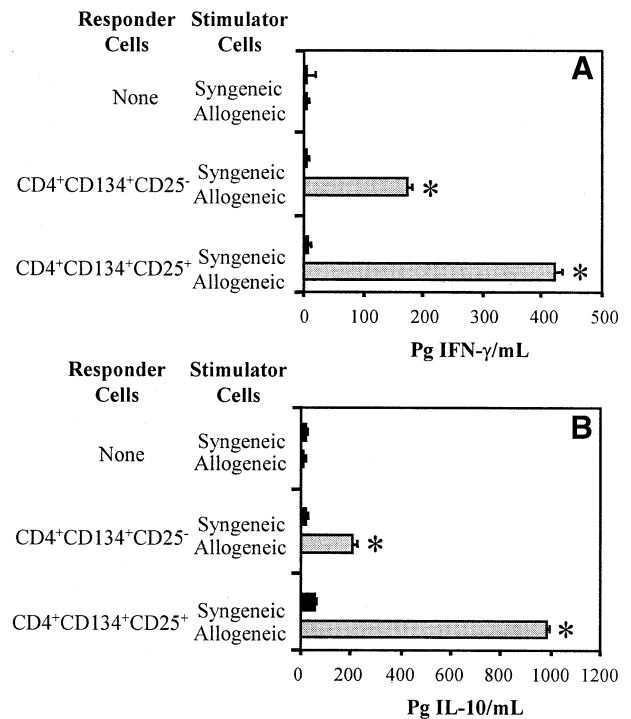 Responder Stimulator
Cells Cells
A
None Syngeneic
Allogeneic
CD4+CD134+CD25- Syngeneic
Allogeneic *
CD4+CD134+CD25+ Syngeneic
Allogeneic *
0 100 200 300 400 500
Pg IFN-γ/mL
Responder Stimulator
Cells Cells
B
None Syngeneic
Allogeneic
CD4+CD134+CD25- Syngeneic
Allogeneic *
CD4+CD134+CD25+ Syngeneic
Allogeneic *
0 200 400 600 800 1000 1200
Pg IL-10/mL